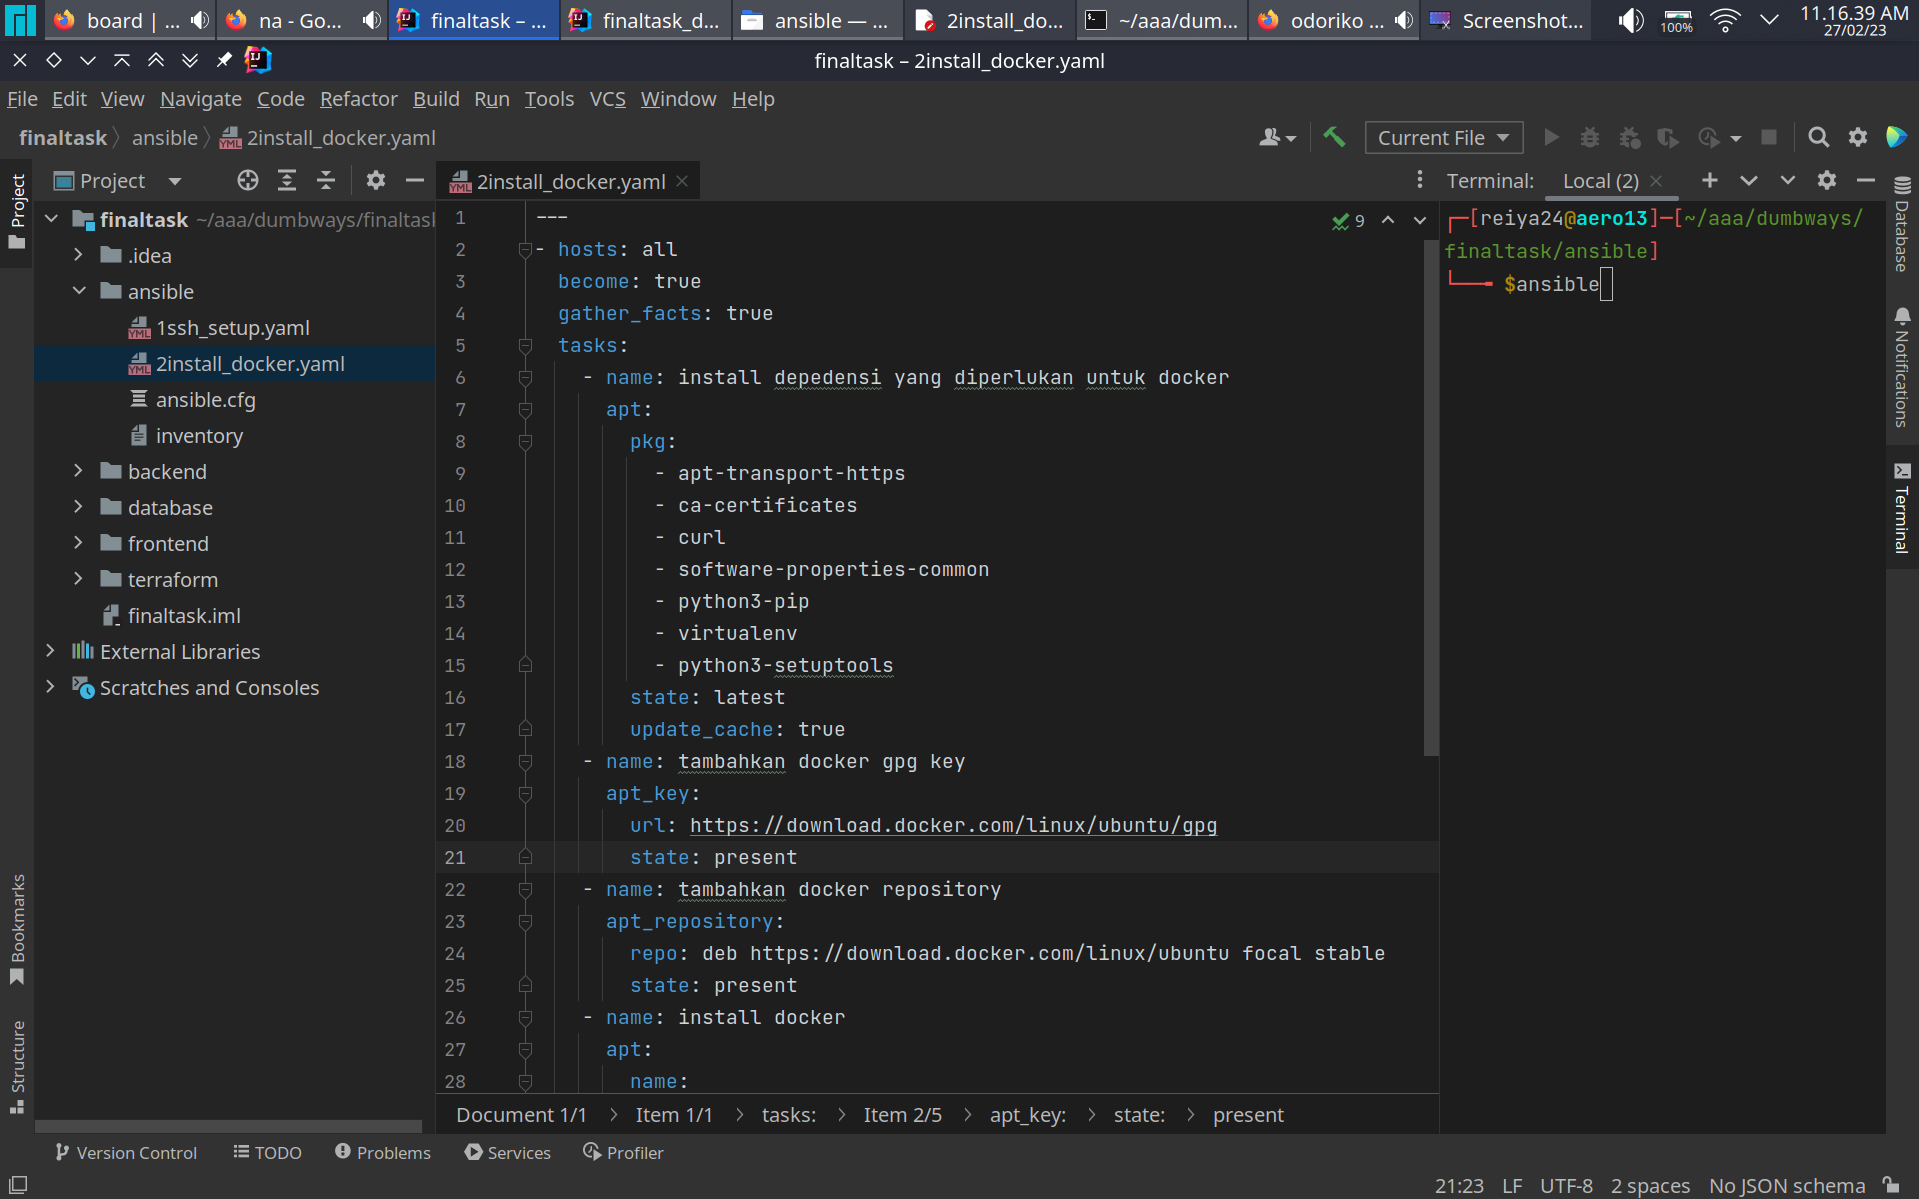 board | ...
na - Go...
finaltask – ...
finaltask_d...
ansible — ...
2install_do...
~/aaa/dum...
odoriko ...
Screenshot...
100%
11.16.39 AM
27/02/23
finaltask – 2install_docker.yaml
File Edit View Navigate Code Refactor Build Run Tools VCS Window Help
finaltask ansible 2install_docker.yaml
Current File
Project
Project
2install_docker.yaml
Terminal: Local (2)
finaltask ~/aaa/dumbways/finaltask
.idea
ansible
1ssh_setup.yaml
2install_docker.yaml
ansible.cfg
inventory
backend
database
frontend
terraform
finaltask.iml
External Libraries
Scratches and Consoles
Bookmarks
Structure
9
1 ---
2 - hosts: all
3 become: true
4 gather_facts: true
5 tasks:
6 - name: install depedensi yang diperlukan untuk docker
7 apt:
8 pkg:
9 - apt-transport-https
10 - ca-certificates
11 - curl
12 - software-properties-common
13 - python3-pip
14 - virtualenv
15 - python3-setuptools
16 state: latest
17 update_cache: true
18 - name: tambahkan docker gpg key
19 apt_key:
20 url: https://download.docker.com/linux/ubuntu/gpg
21 state: present
22 - name: tambahkan docker repository
23 apt_repository:
24 repo: deb https://download.docker.com/linux/ubuntu focal stable
25 state: present
26 - name: install docker
27 apt:
28 name:
Document 1/1 Item 1/1 tasks: Item 2/5 apt_key: state: present
┌─[reiya24@aero13]─[~/aaa/dumbways/
finaltask/ansible]
└──╼ $ansible
Database
Notifications
Terminal
Version Control TODO Problems Services Profiler
21:23 LF UTF-8 2 spaces No JSON schema